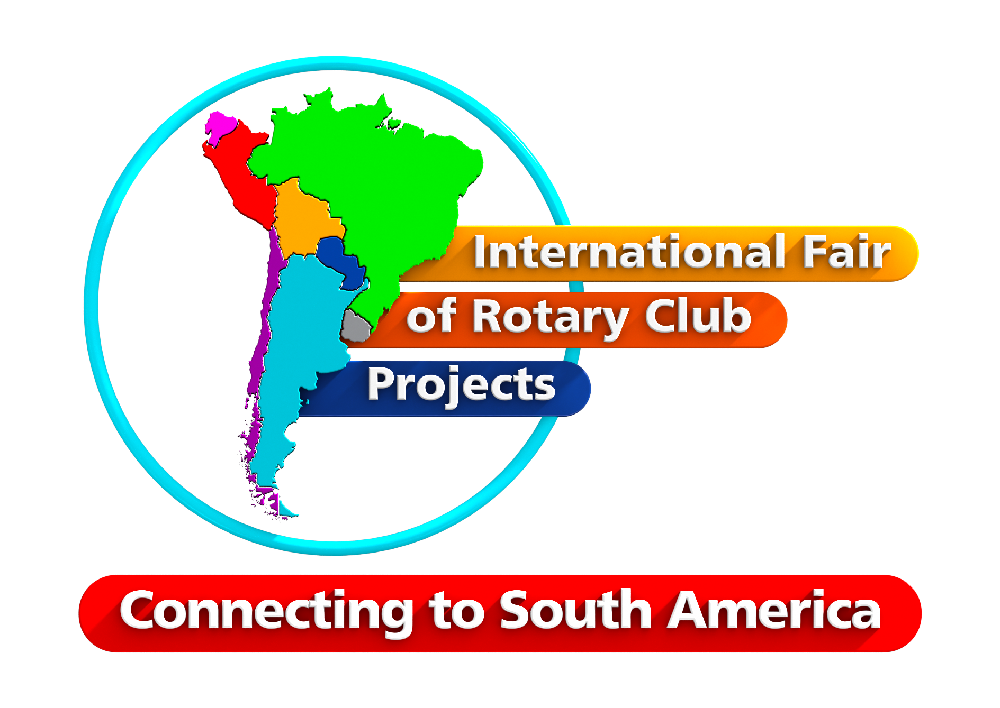 International Fair
of Rotary Club
Projects
Connecting to South America